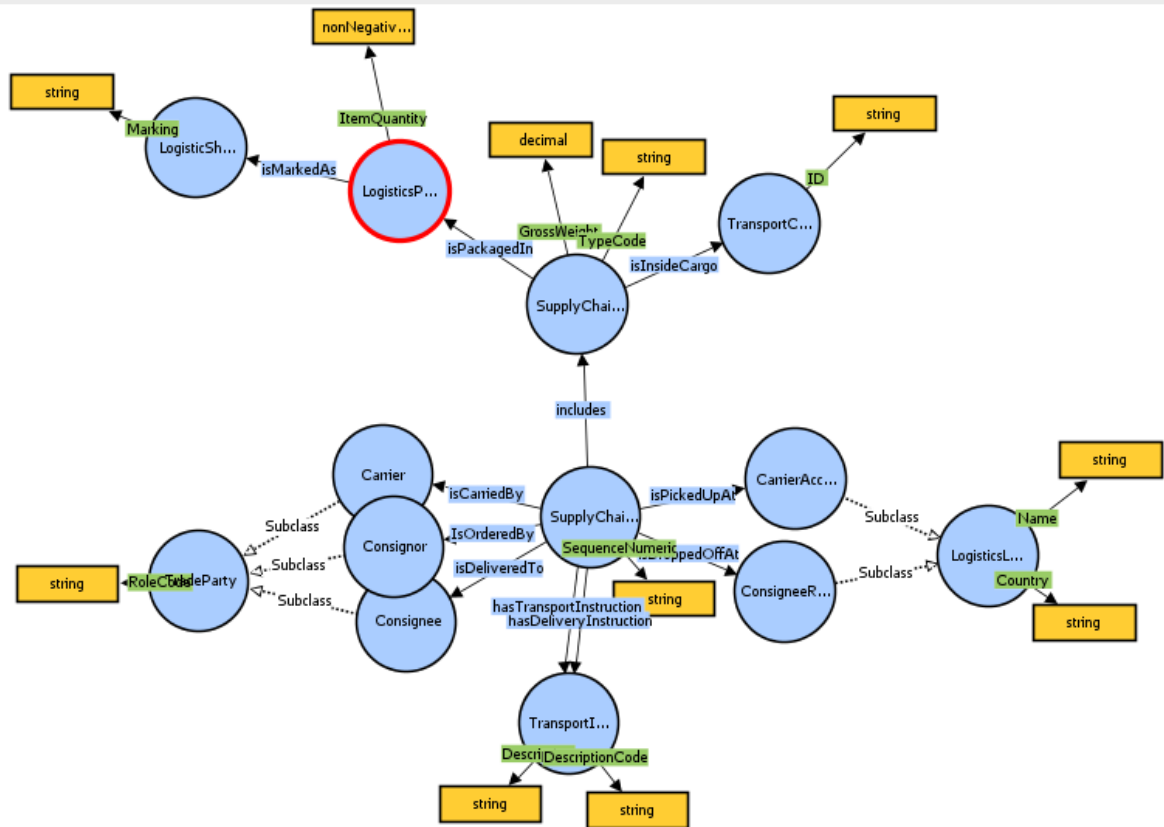 nonNegativ...
string
string
ItemQuantity
Marking
decimal
LogisticSh...
string
isMarkedAs
ID
LogisticsP...
TransportC...
GrossWeight
TypeCode
isPackagedIn
isInsideCargo
SupplyChai...
includes
string
Carrier
isPickedUpAt
CarrierAcc...
isCarriedBy
Subclass
SupplyChai...
Subclass
Name
IsOrderedBy
Consignor
SequenceNumeric
LogisticsL...
Subclass
isDeliveredTo
string
RoleCode
TradeParty
Subclass
Country
ConsigneeR...
Subclass
string
hasTransportInstruction
hasDeliveryInstruction
Consignee
string
TransportI...
DescriptionCode
string
string